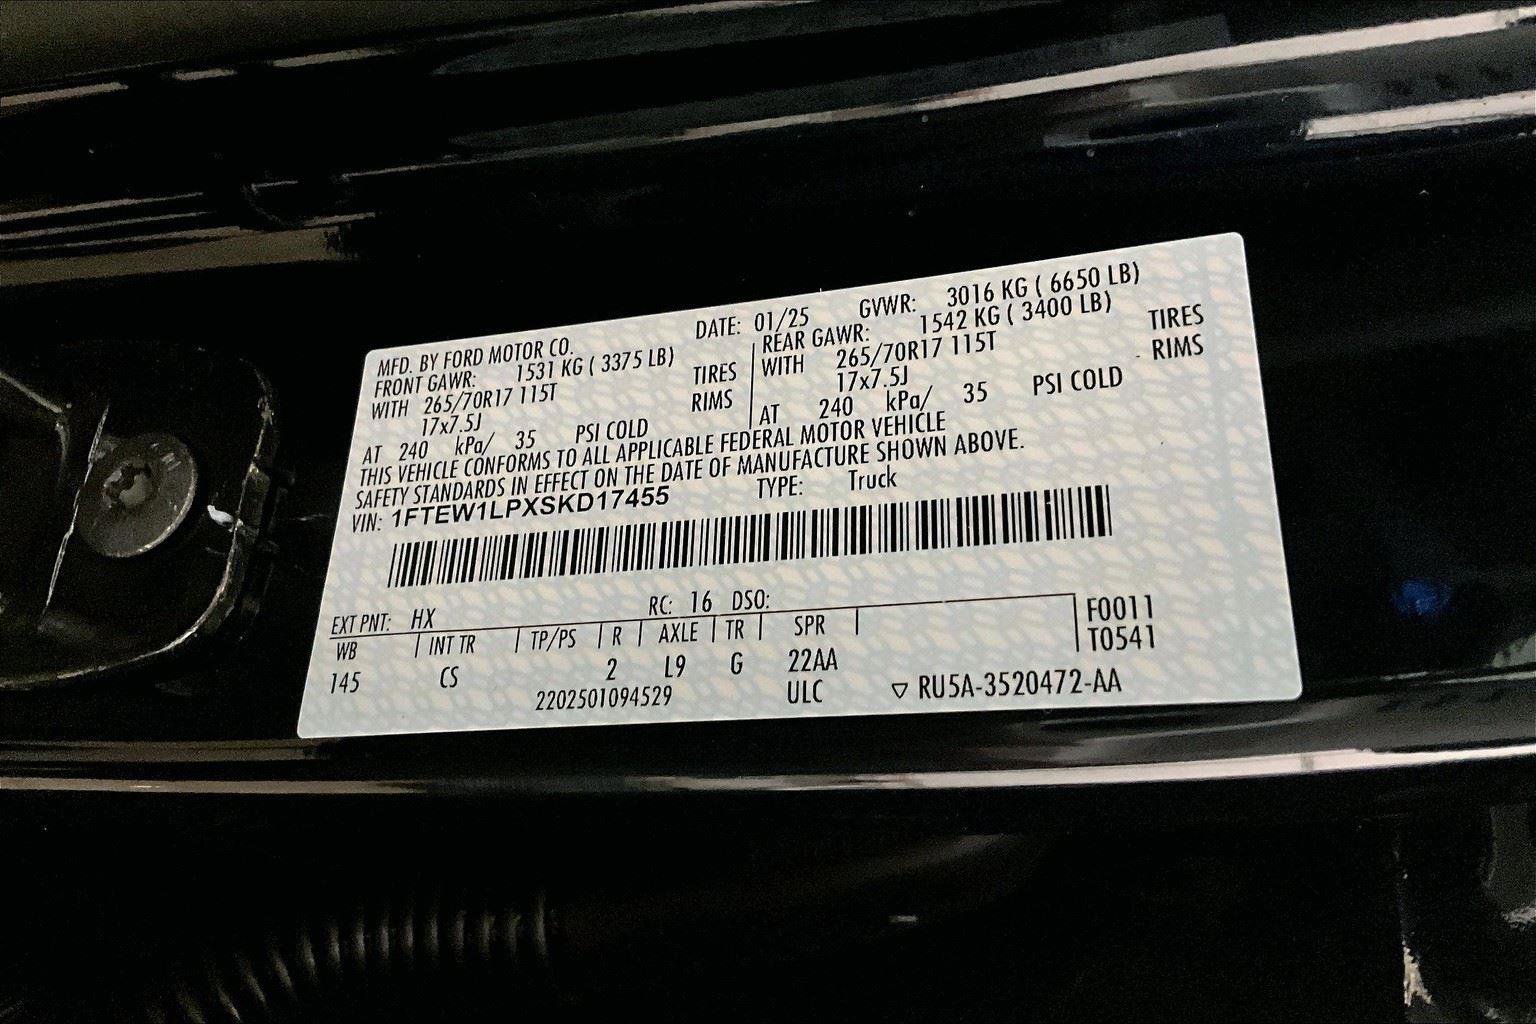 MFD. BY FORD MOTOR CO. DATE: 01/25 GVWR: 3016 KG ( 6650 LB)
FRONT GAWR: 1531 KG ( 3375 LB) REAR GAWR: 1542 KG ( 3400 LB)
WITH 265/70R17 115T TIRES WITH 265/70R17 115T TIRES
17x7.5J RIMS 17x7.5J RIMS
AT 240 kPa/ 35 PSI COLD AT 240 kPa/ 35 PSI COLD
THIS VEHICLE CONFORMS TO ALL APPLICABLE FEDERAL MOTOR VEHICLE
SAFETY STANDARDS IN EFFECT ON THE DATE OF MANUFACTURE SHOWN ABOVE.
VIN: 1FTEW1LPXSKD17455 TYPE: Truck
EXT PNT: HX RC: 16 DSO: F0011
WB INT TR TP/PS R AXLE TR SPR T0541
145 CS 2 L9 G 22AA
2202501094529 ULC ▽ RU5A-3520472-AA